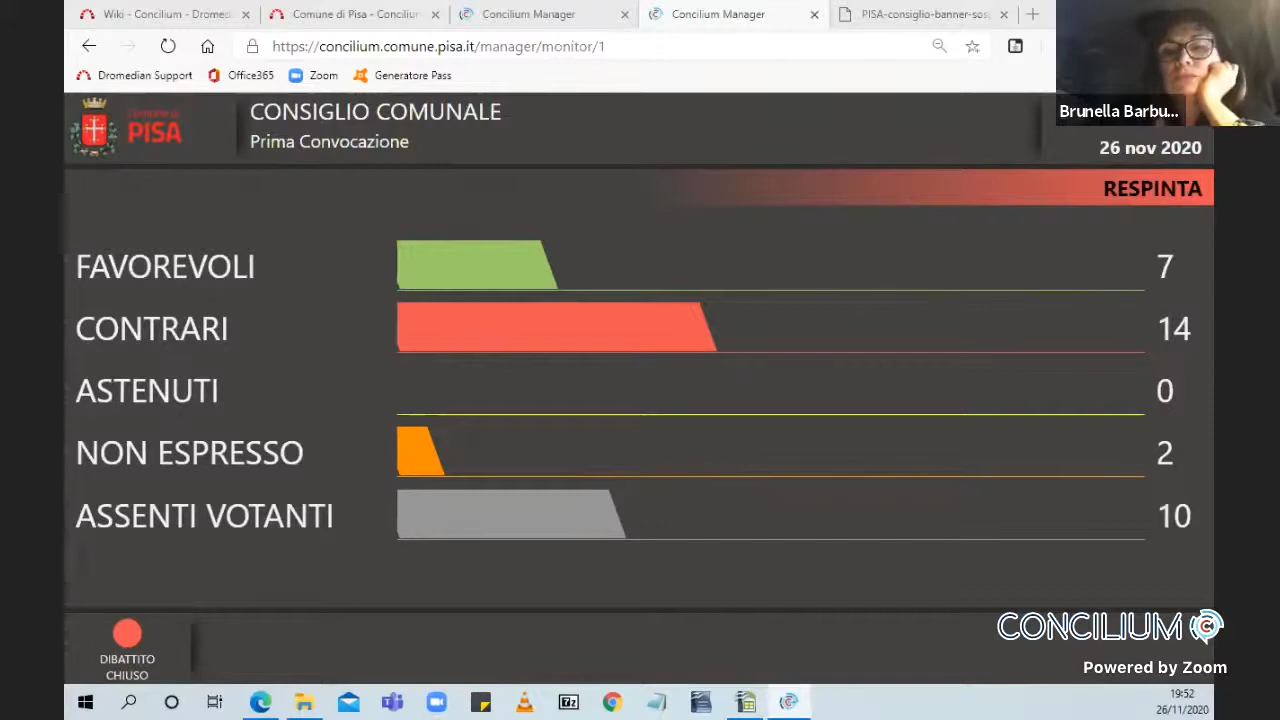 Wiki - Concilium - Dromed
Comune di Pisa - Concilium
Concilium Manager
Concilium Manager
PISA-consiglio-banner-sos
https://concilium.comune.pisa.it/manager/monitor/1
Dromedian Support
Office365
Zoom
Generatore Pass
Brunella Barbu...
Comune di
PISA
CONSIGLIO COMUNALE
Prima Convocazione
26 nov 2020
RESPINTA
FAVOREVOLI 7
CONTRARI 14
ASTENUTI 0
NON ESPRESSO 2
ASSENTI VOTANTI 10
DIBATTITO
CHIUSO
CONCILIUM
Powered by Zoom
7z
19:52
26/11/2020